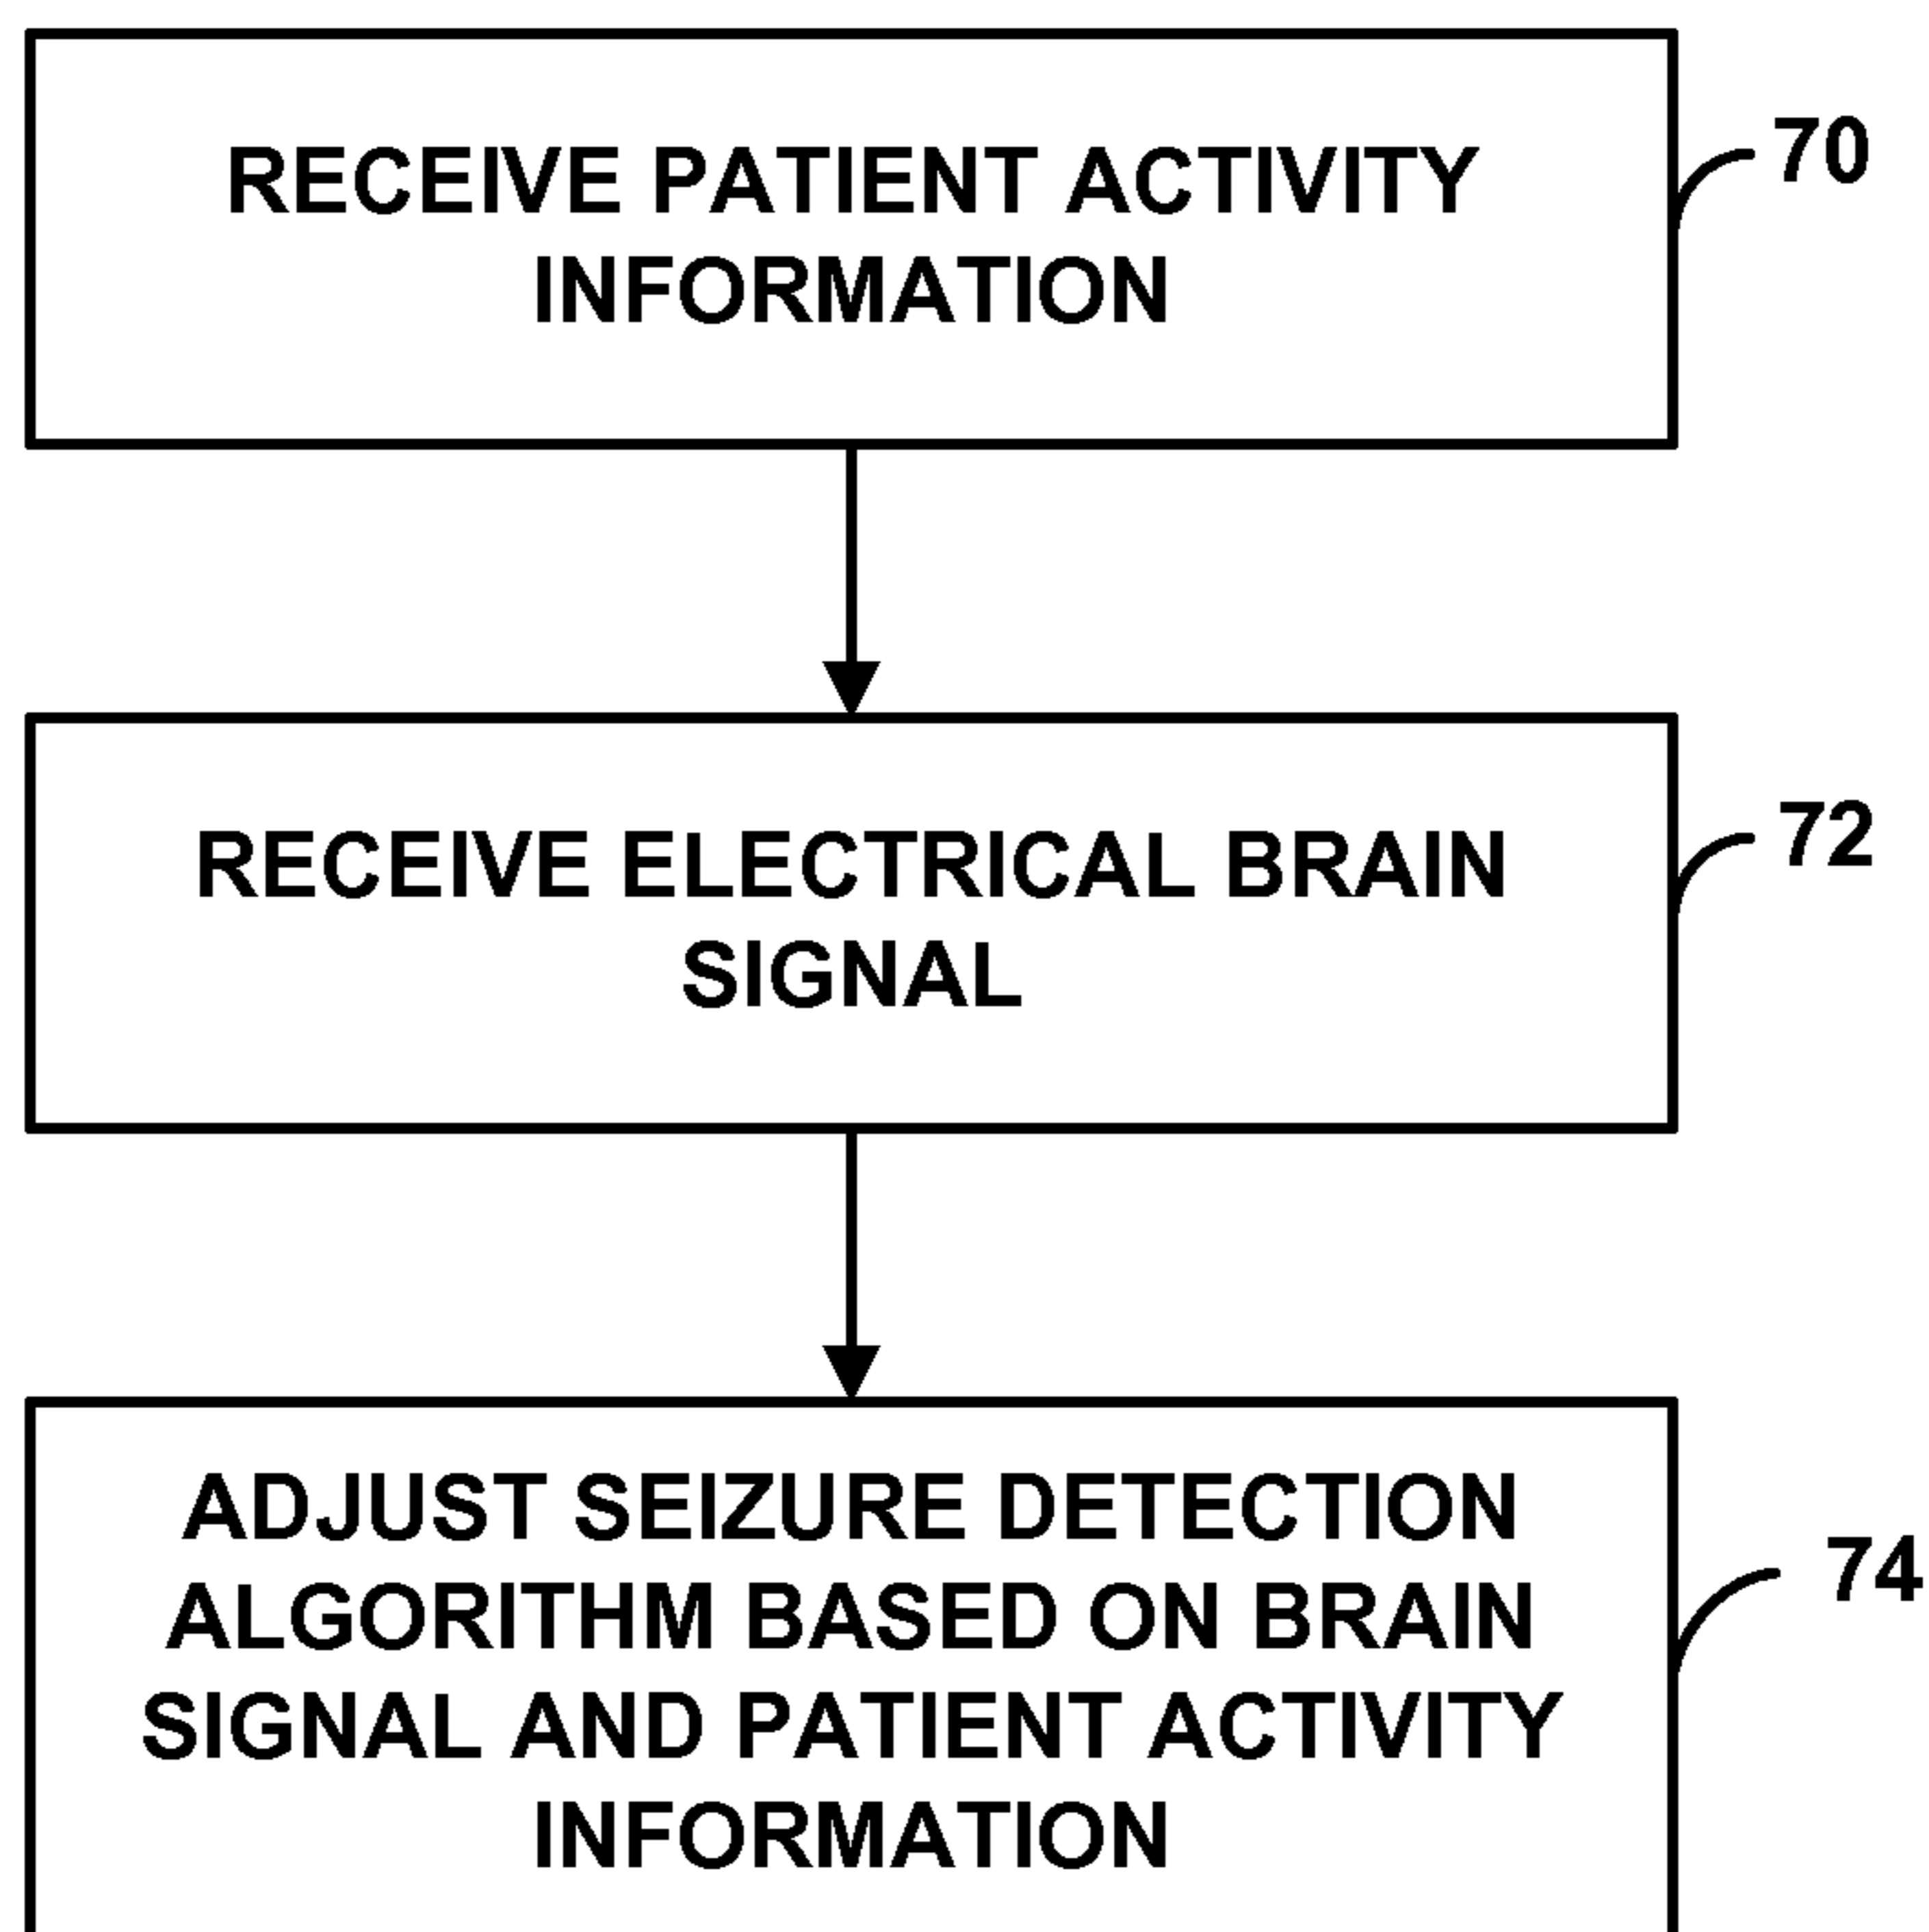 RECEIVE PATIENT ACTIVITY
INFORMATION
70
RECEIVE ELECTRICAL BRAIN
SIGNAL
72
ADJUST SEIZURE DETECTION
ALGORITHM BASED ON BRAIN
SIGNAL AND PATIENT ACTIVITY
INFORMATION
74